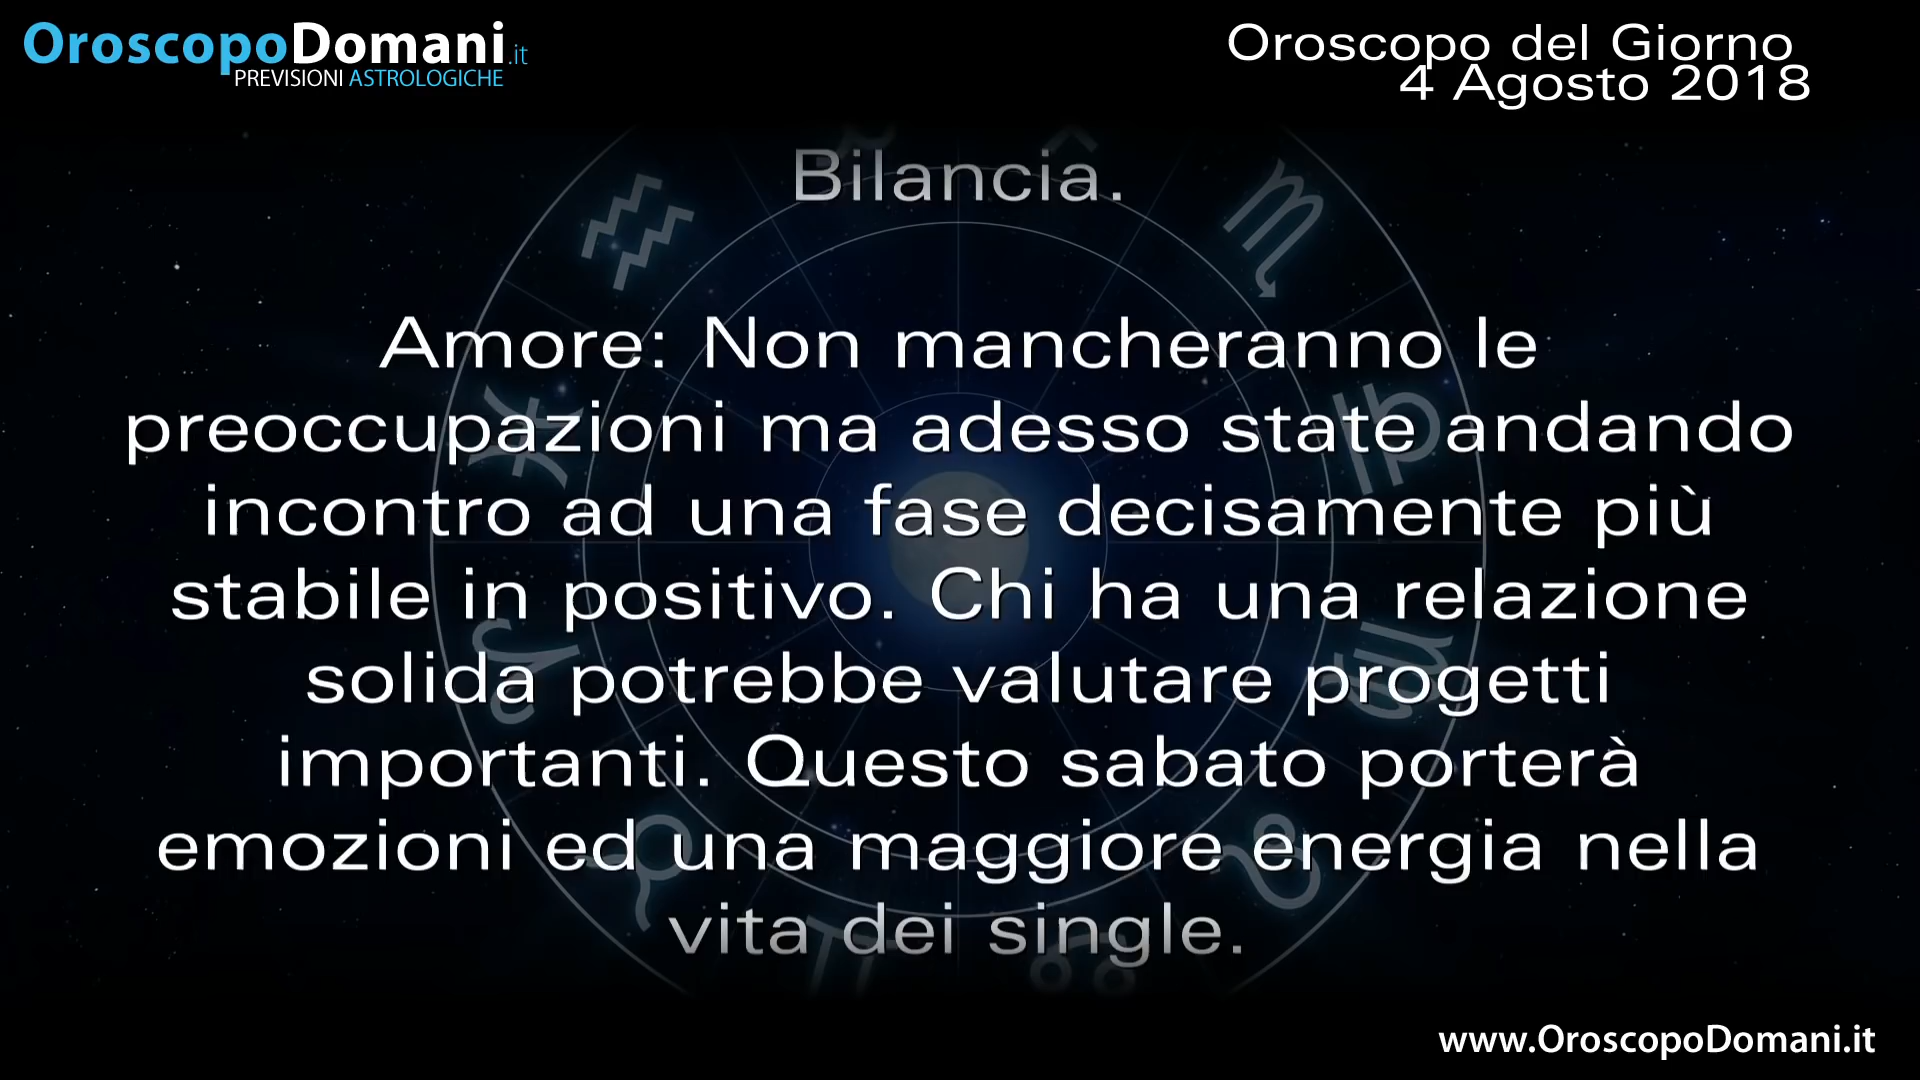 OroscopoDomani.it
PREVISIONI ASTROLOGICHE
Oroscopo del Giorno
4 Agosto 2018
Bilancia.
Amore: Non mancheranno le
preoccupazioni ma adesso state andando
incontro ad una fase decisamente più
stabile in positivo. Chi ha una relazione
solida potrebbe valutare progetti
importanti. Questo sabato porterà
emozioni ed una maggiore energia nella
vita dei single.
www.OroscopoDomani.it